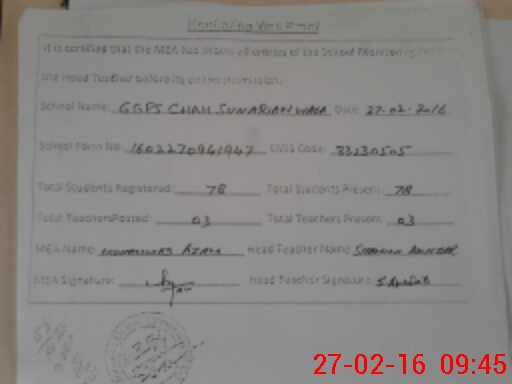 Monitoring Visit Proof
It is certified that the MEA has shown all entries of the School Monitoring Form to
the Head Teacher before its online submission.
School Name: GGPS CHAH SUNARIAN WALA Date: 27-02-2016
School Form No: 160227094 EMIS Code: 33130505
Total Students Registered: 78 Total Students Present: 78
Total Teachers Posted: 03 Total Teachers Present: 03
MEA Name: Head Teacher Name:
MEA Signature: Head Teacher Signature:
27-02-16 09:45